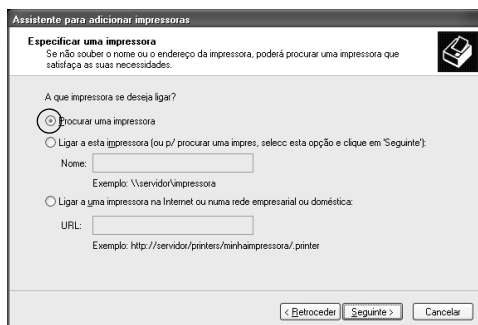 Assistente para adicionar impressoras
Especificar uma impressora
Se não souber o nome ou o endereço da impressora, poderá procurar uma impressora que
satisfaça as suas necessidades.
A que impressora se deseja ligar?
Procurar uma impressora
Ligar a esta impressora (ou p/ procurar uma impres, selecc esta opção e clique em 'Seguinte'):
Nome:
Exemplo: \\servidor\impressora
Ligar a uma impressora na Internet ou numa rede empresarial ou doméstica:
URL:
Exemplo: http://servidor/printers/minhaimpressora/.printer
< Retroceder
Seguinte >
Cancelar